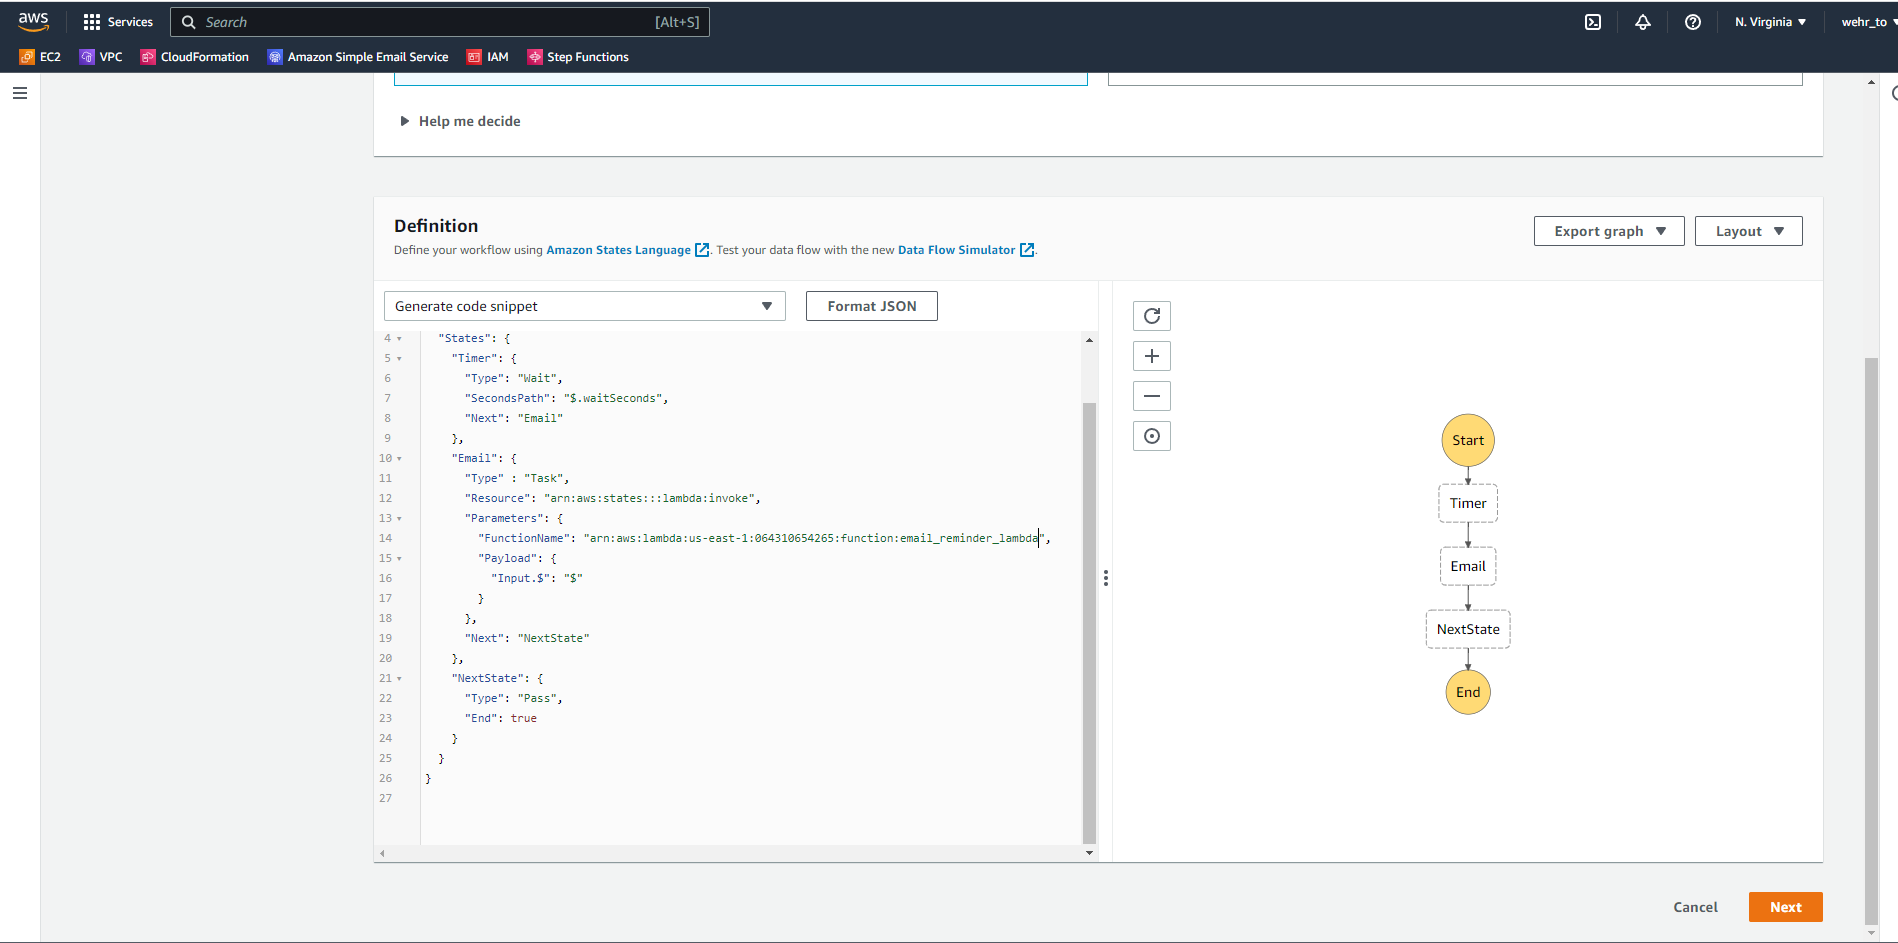 aws Services Search [Alt+S] N. Virginia wehr_to
EC2 VPC CloudFormation Amazon Simple Email Service IAM Step Functions
Help me decide
Definition
Define your workflow using Amazon States Language . Test your data flow with the new Data Flow Simulator .
Export graph Layout
Generate code snippet Format JSON
4 "States": {
5 "Timer": {
6 "Type": "Wait",
7 "SecondsPath": "$.waitSeconds",
8 "Next": "Email"
9 },
10 "Email": {
11 "Type" : "Task",
12 "Resource": "arn:aws:states:::lambda:invoke",
13 "Parameters": {
14 "FunctionName": "arn:aws:lambda:us-east-1:064310654265:function:email_reminder_lambda",
15 "Payload": {
16 "Input.$": "$"
17 }
18 },
19 "Next": "NextState"
20 },
21 "NextState": {
22 "Type": "Pass",
23 "End": true
24 }
25 }
26 }
27
Start
Timer
Email
NextState
End
Cancel Next